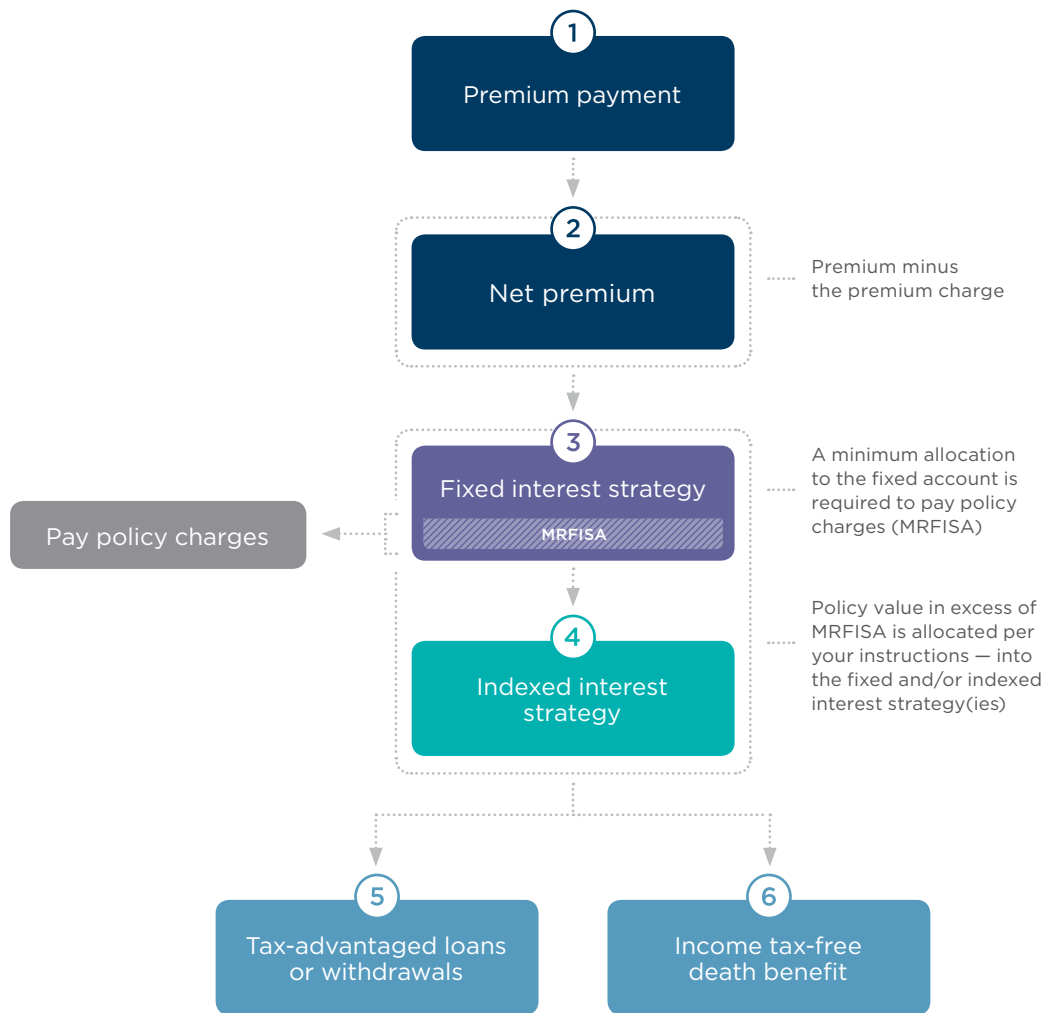 1
Premium payment
2
Net premium
Premium minus
the premium charge
3
Fixed interest strategy
MRFISA
A minimum allocation
to the fixed account is
required to pay policy
charges (MRFISA)
Pay policy charges
4
Indexed interest
strategy
Policy value in excess of
MRFISA is allocated per
your instructions — into
the fixed and/or indexed
interest strategy(ies)
5
Tax-advantaged loans
or withdrawals
6
Income tax-free
death benefit